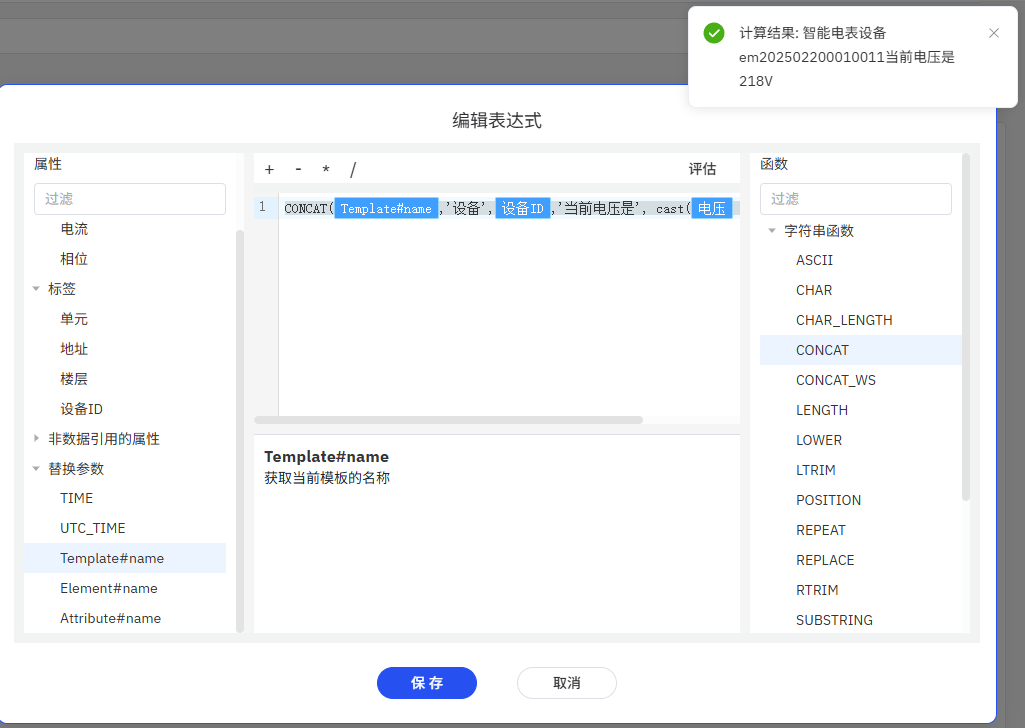 计算结果: 智能电表设备
em202502200010011当前电压是
218V
编辑表达式
属性
过滤
电流
相位
标签
单元
地址
楼层
设备ID
非数据引用的属性
替换参数
TIME
UTC_TIME
Template#name
Element#name
Attribute#name
+ - * /
评估
1 CONCAT( Template#name ,'设备', 设备ID ,'当前电压是', cast( 电压
Template#name
获取当前模板的名称
函数
过滤
字符串函数
ASCII
CHAR
CHAR_LENGTH
CONCAT
CONCAT_WS
LENGTH
LOWER
LTRIM
POSITION
REPEAT
REPLACE
RTRIM
SUBSTRING
保存
取消